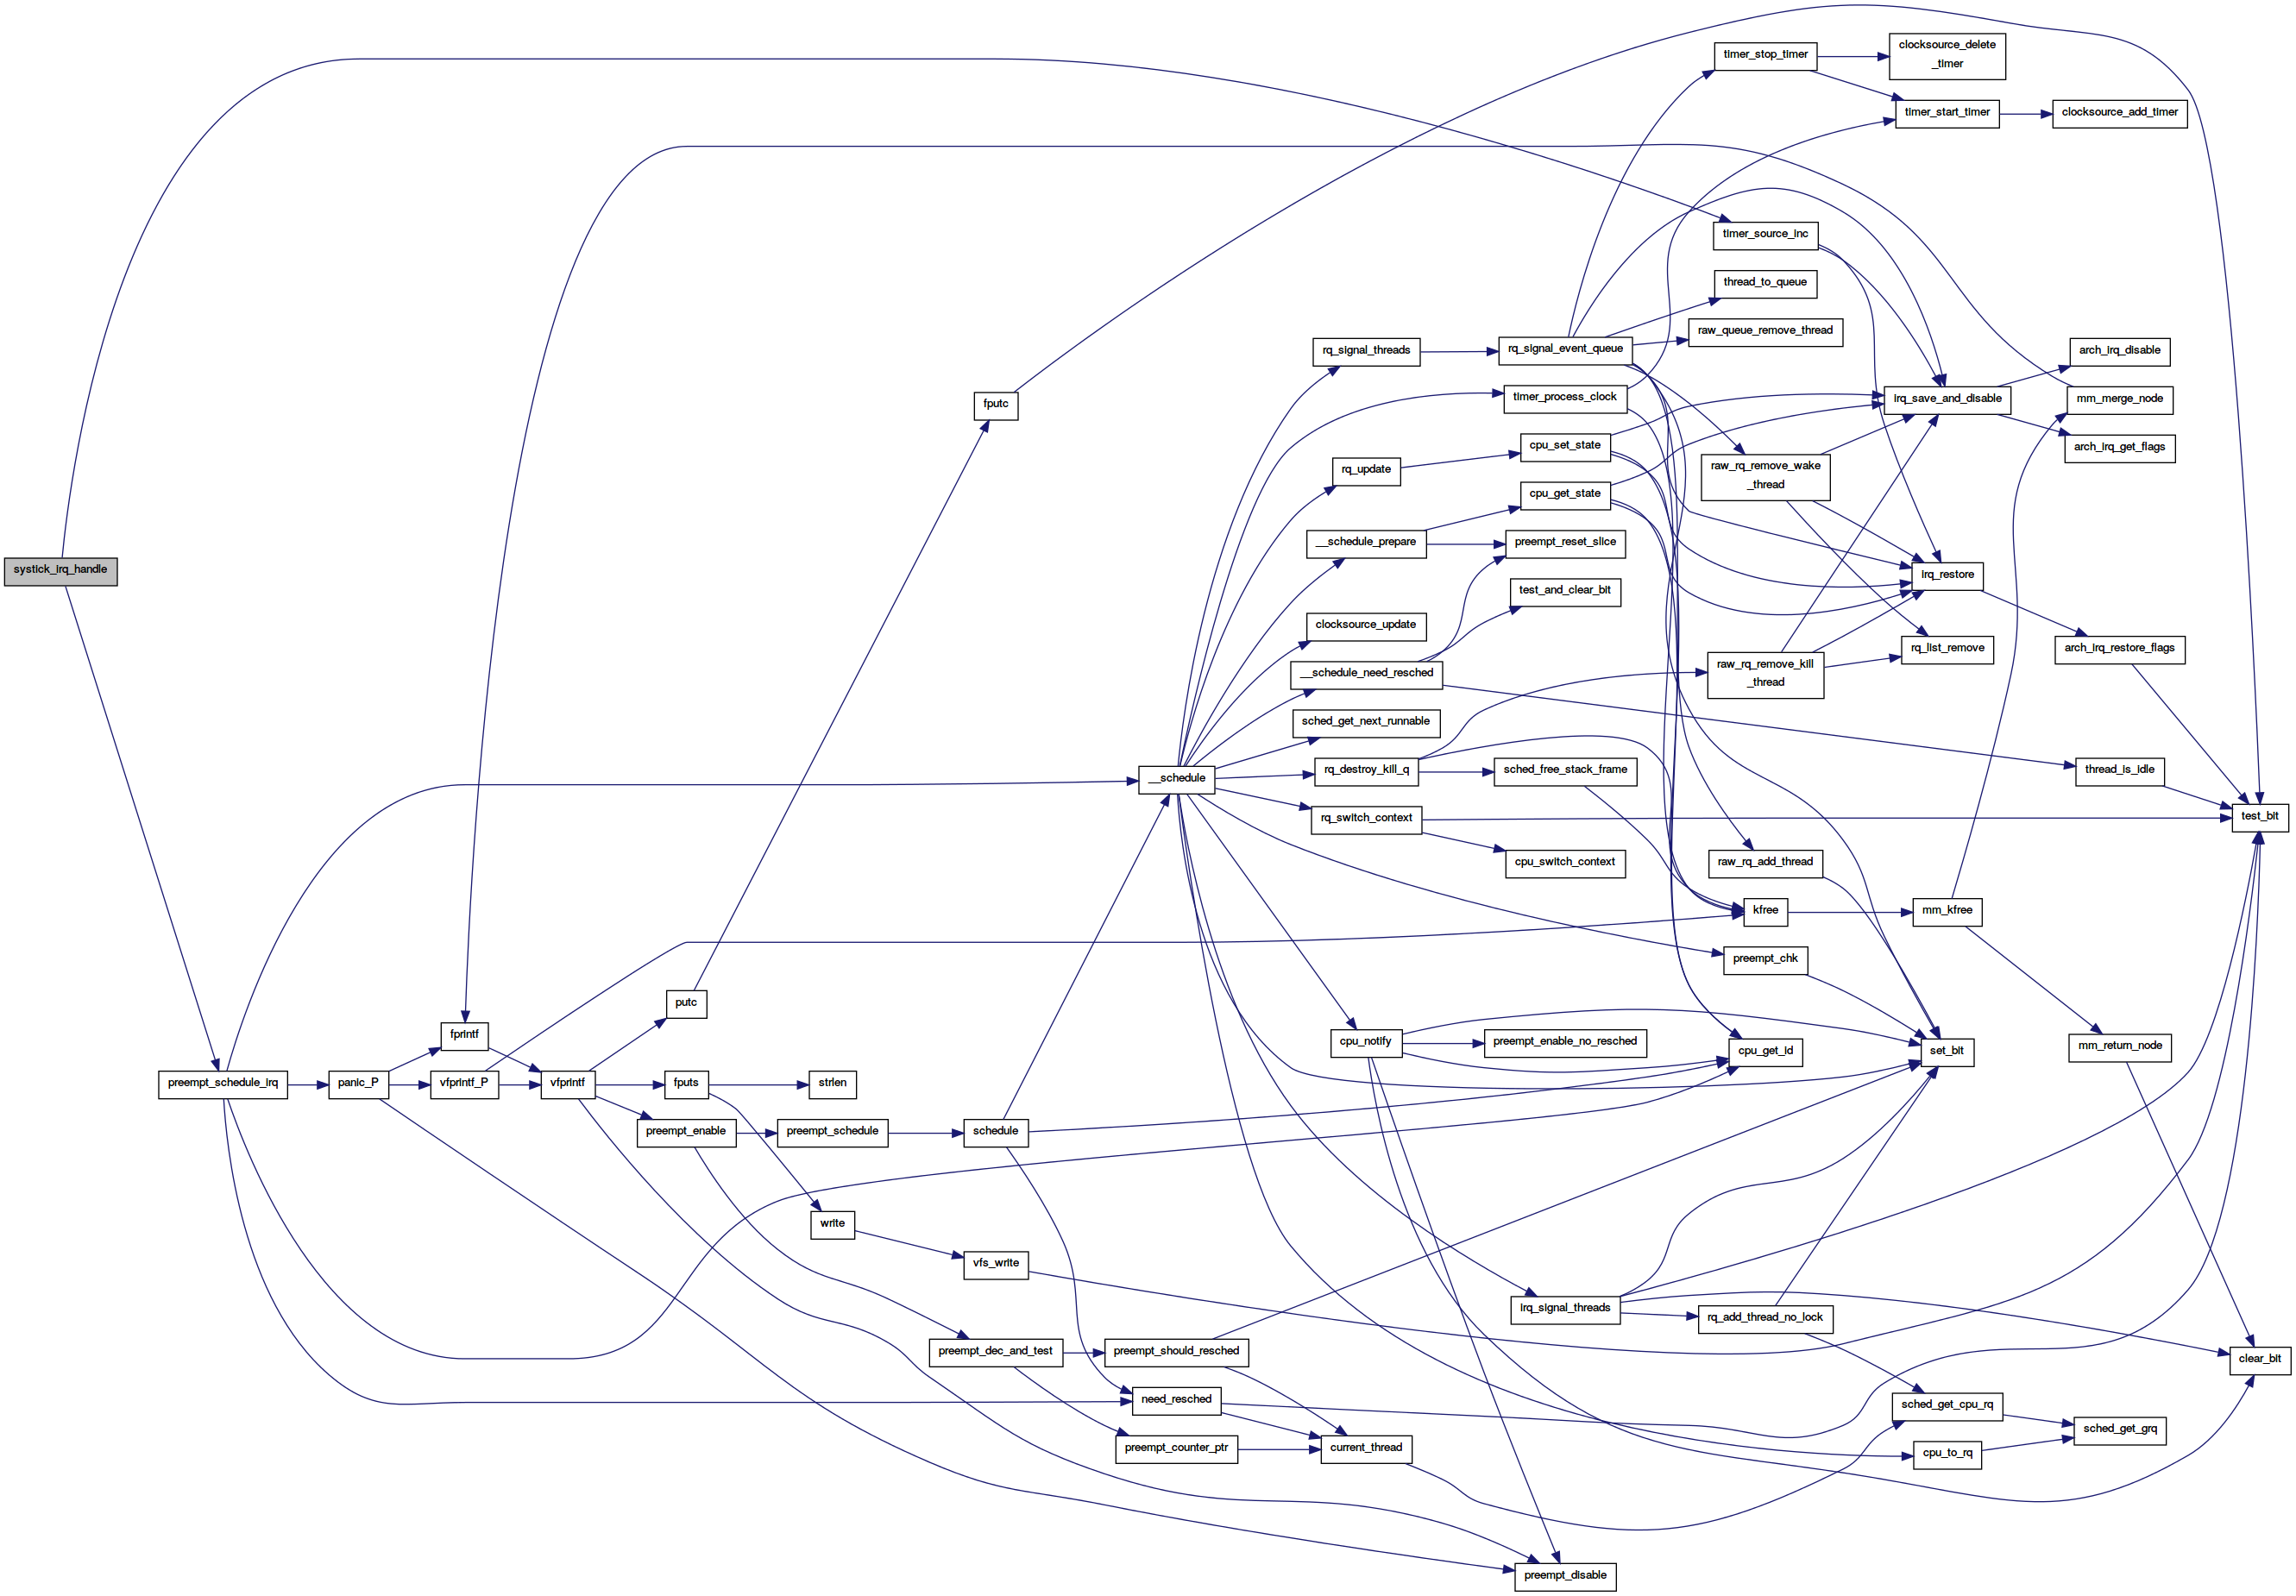 clocksource_delete
_timer
timer_stop_timer
timer_start_timer
clocksource_add_timer
timer_source_inc
thread_to_queue
raw_queue_remove_thread
rq_signal_threads
rq_signal_event_queue
arch_irq_disable
fputc
timer_process_clock
irq_save_and_disable
mm_merge_node
cpu_set_state
arch_irq_get_flags
rq_update
raw_rq_remove_wake
_thread
cpu_get_state
__schedule_prepare
preempt_reset_slice
systick_irq_handle
irq_restore
test_and_clear_bit
clocksource_update
rq_list_remove
arch_irq_restore_flags
__schedule_need_resched
raw_rq_remove_kill
_thread
sched_get_next_runnable
__schedule
rq_destroy_kill_q
sched_free_stack_frame
thread_is_idle
rq_switch_context
test_bit
cpu_switch_context
raw_rq_add_thread
kfree
mm_kfree
preempt_chk
putc
fprintf
cpu_notify
preempt_enable_no_resched
cpu_get_id
set_bit
mm_return_node
preempt_schedule_irq
panic_P
vfprintf_P
vfprintf
fputs
strlen
preempt_enable
preempt_schedule
schedule
write
vfs_write
irq_signal_threads
rq_add_thread_no_lock
preempt_dec_and_test
preempt_should_resched
clear_bit
need_resched
sched_get_cpu_rq
sched_get_grq
preempt_counter_ptr
current_thread
cpu_to_rq
preempt_disable